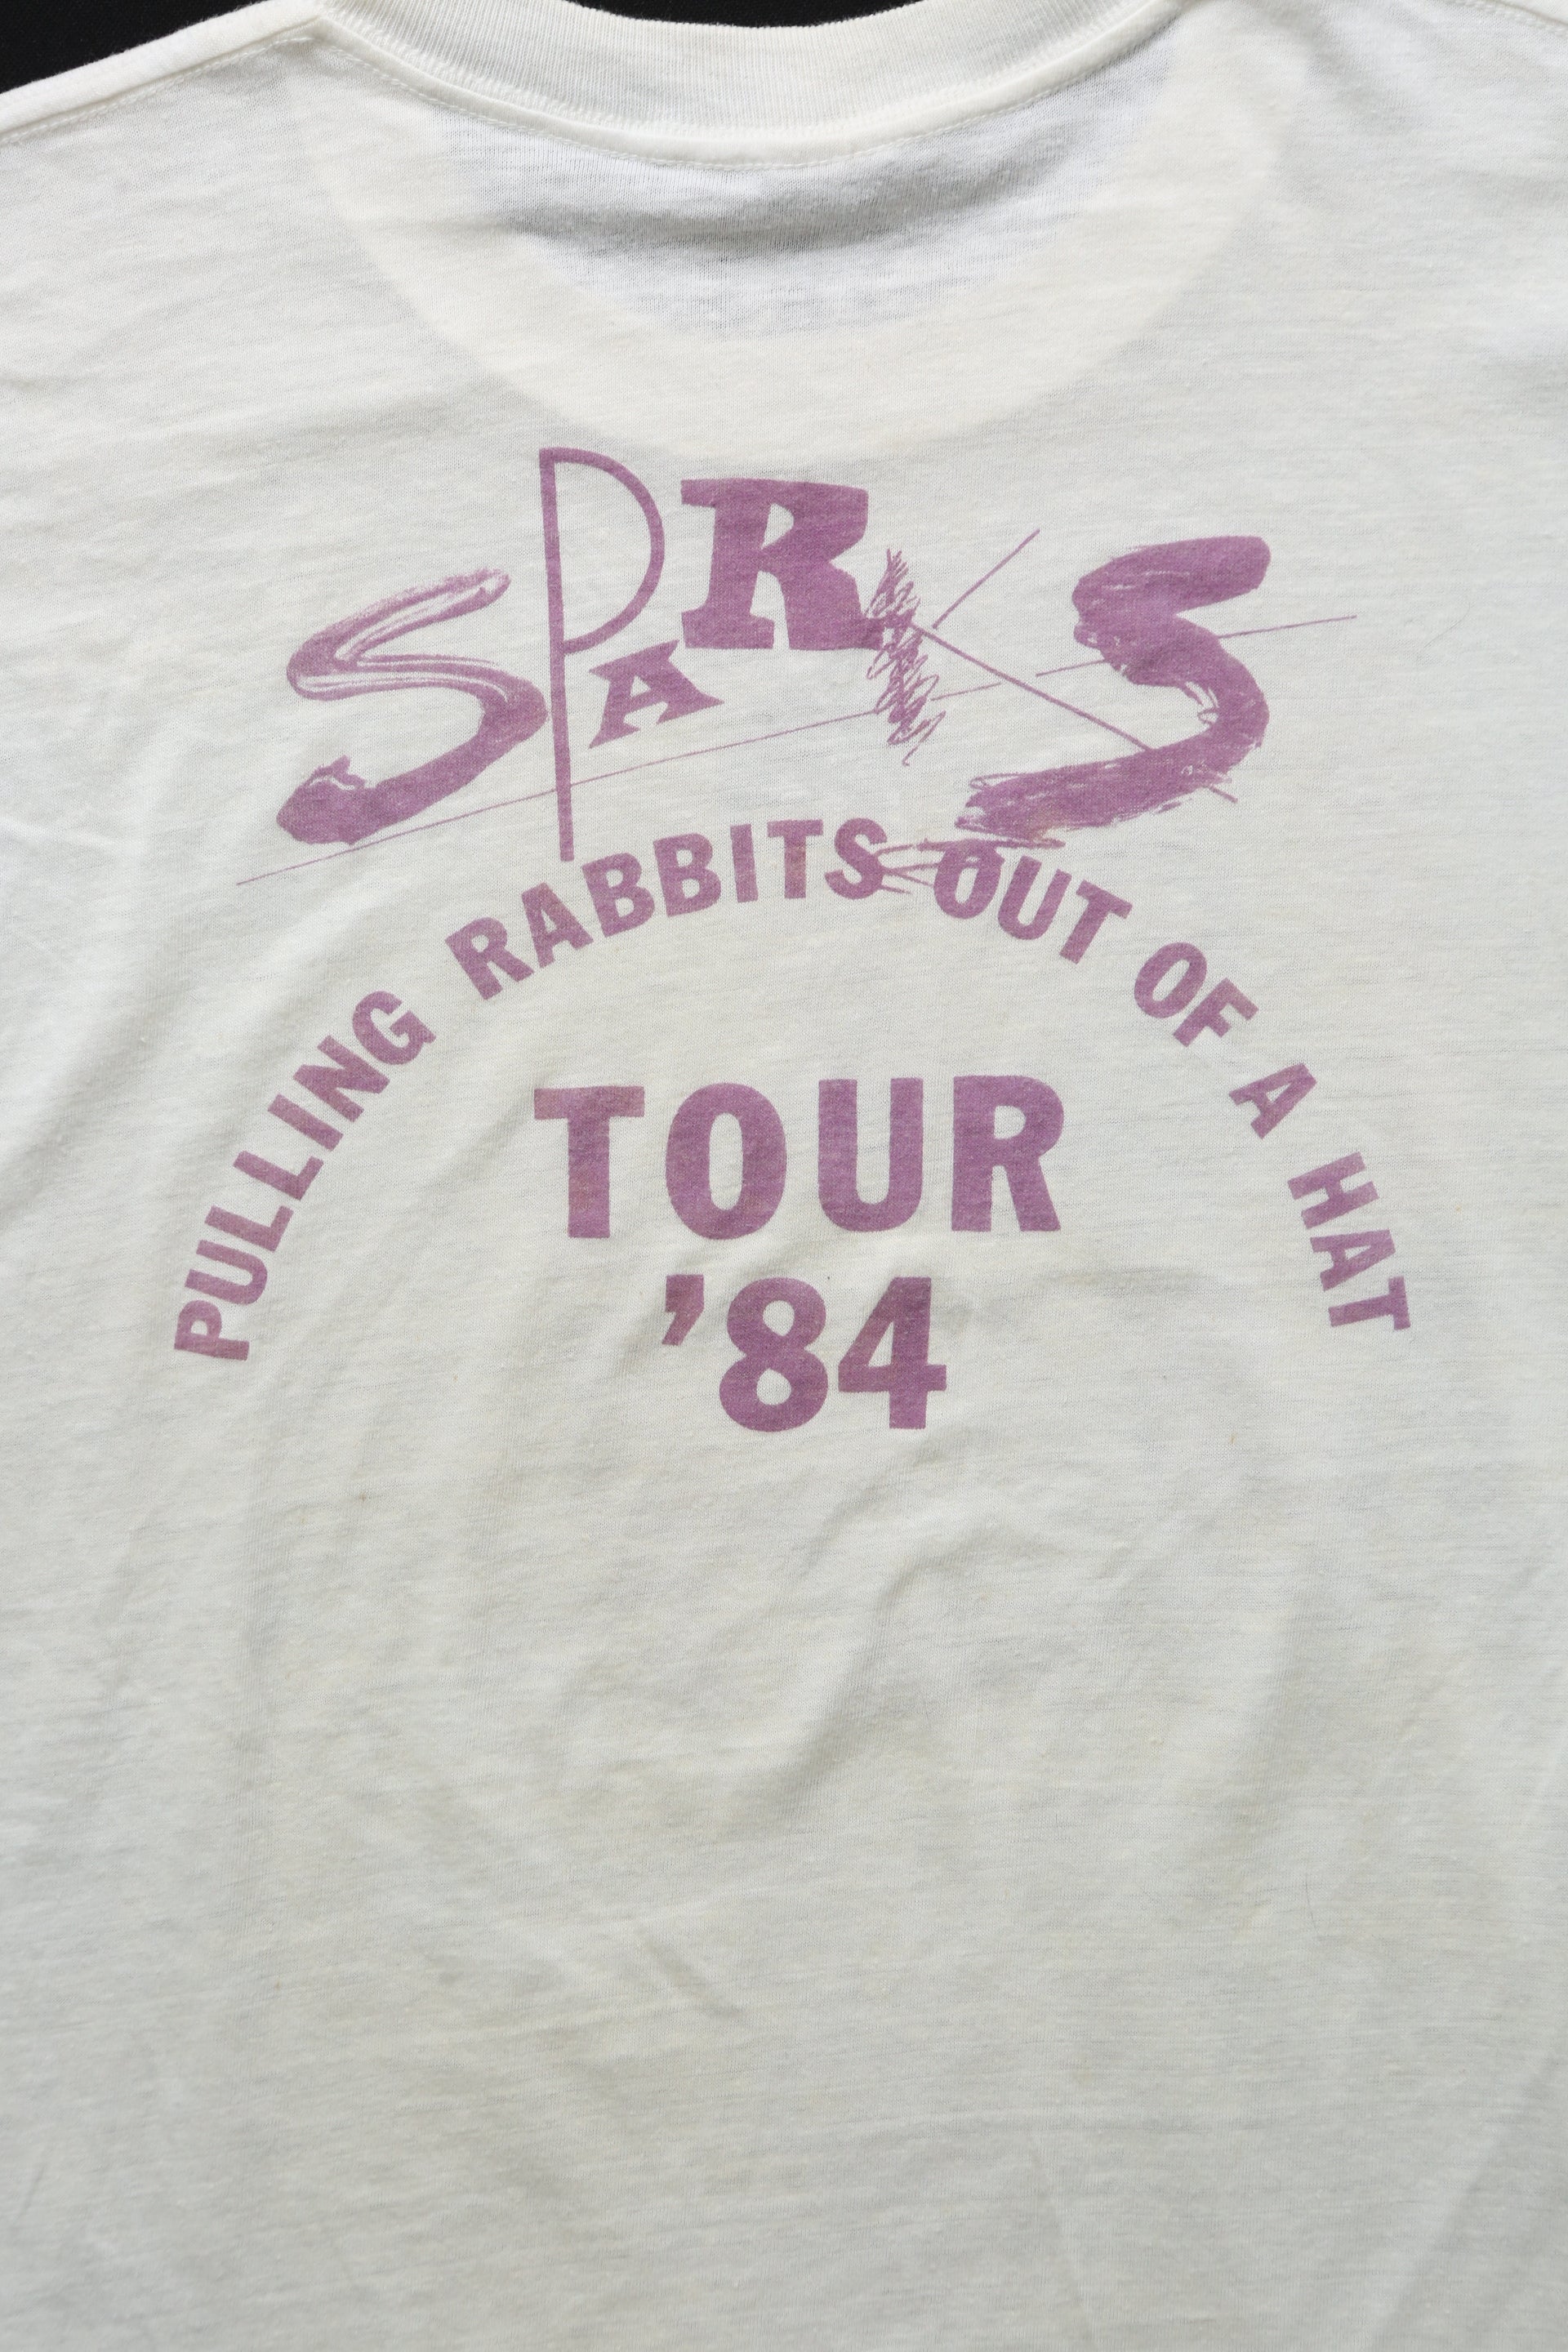 SPARKS
PULLING RABBITS OUT OF A HAT
TOUR
'84